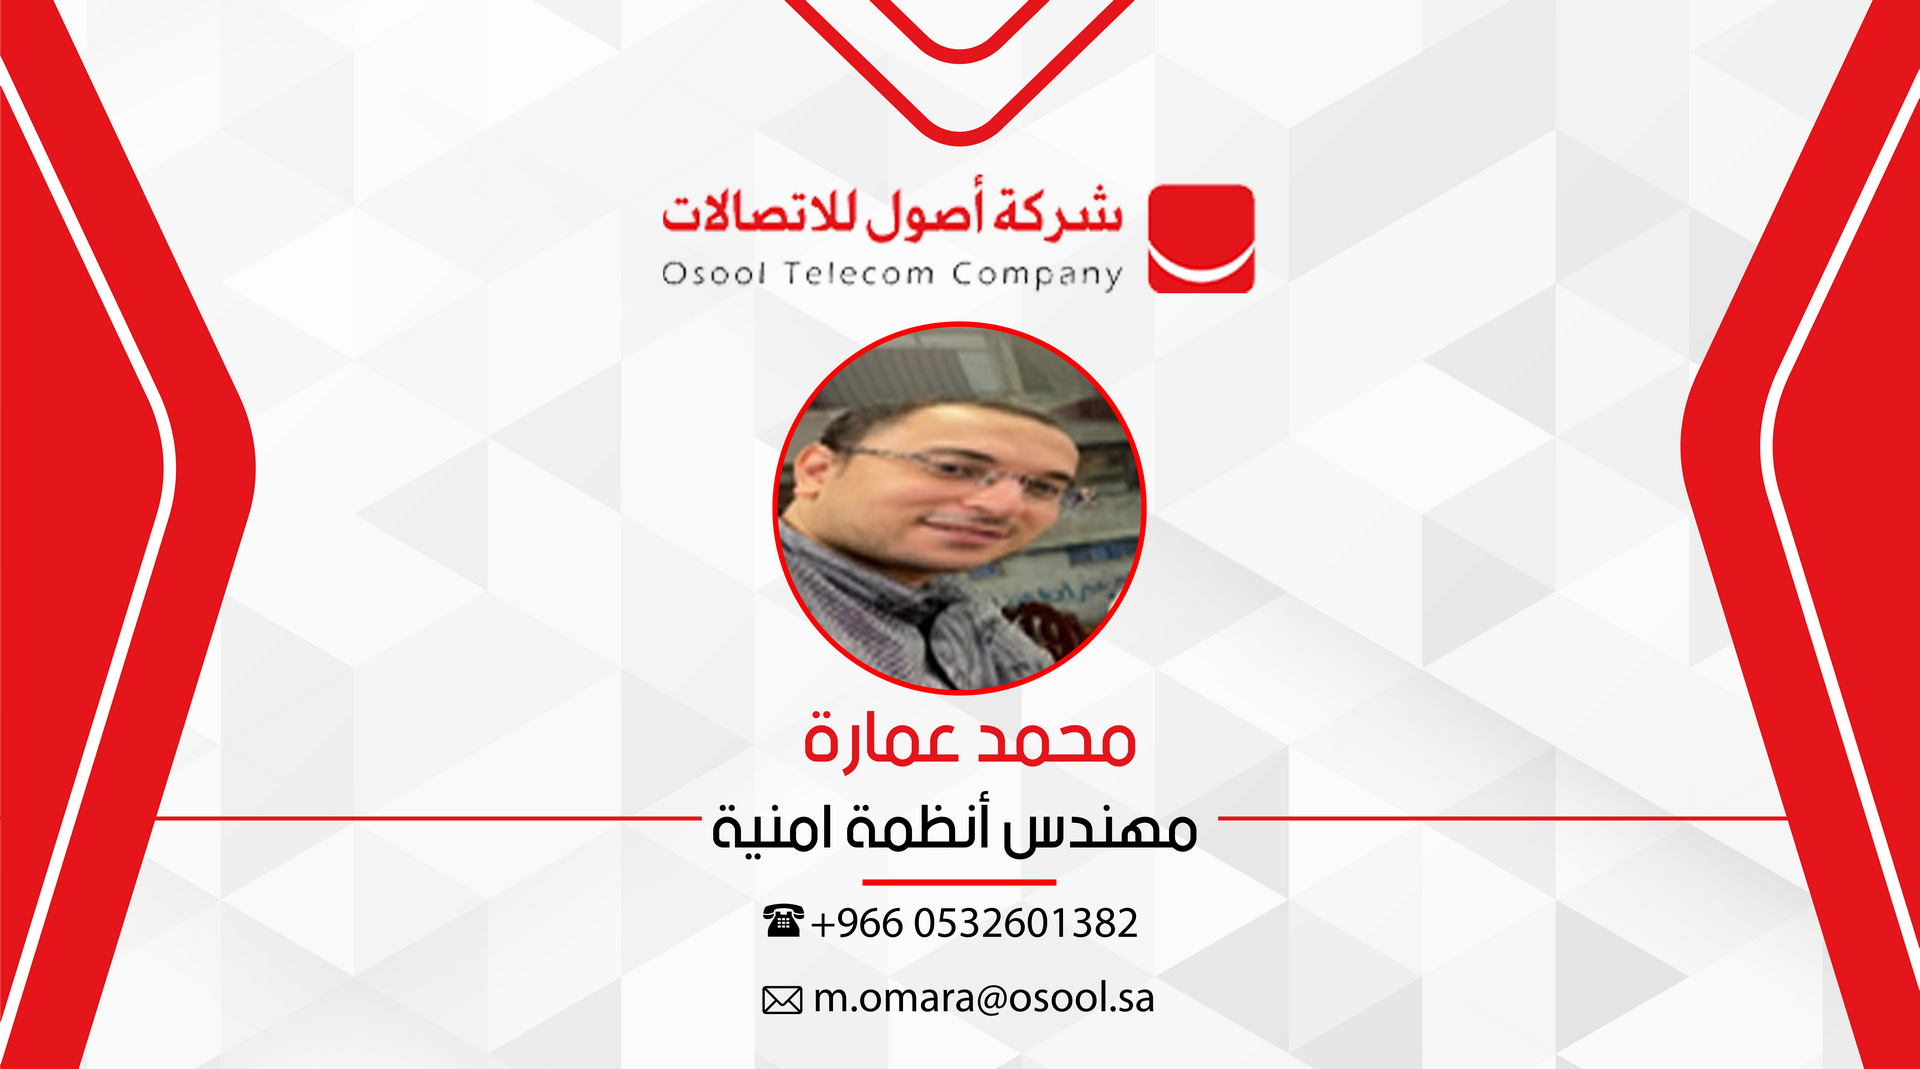 شركة أصول للاتصالات
Osool Telecom Company
محمد عمارة
مهندس أنظمة امنية
+966 0532601382
m.omara@osool.sa